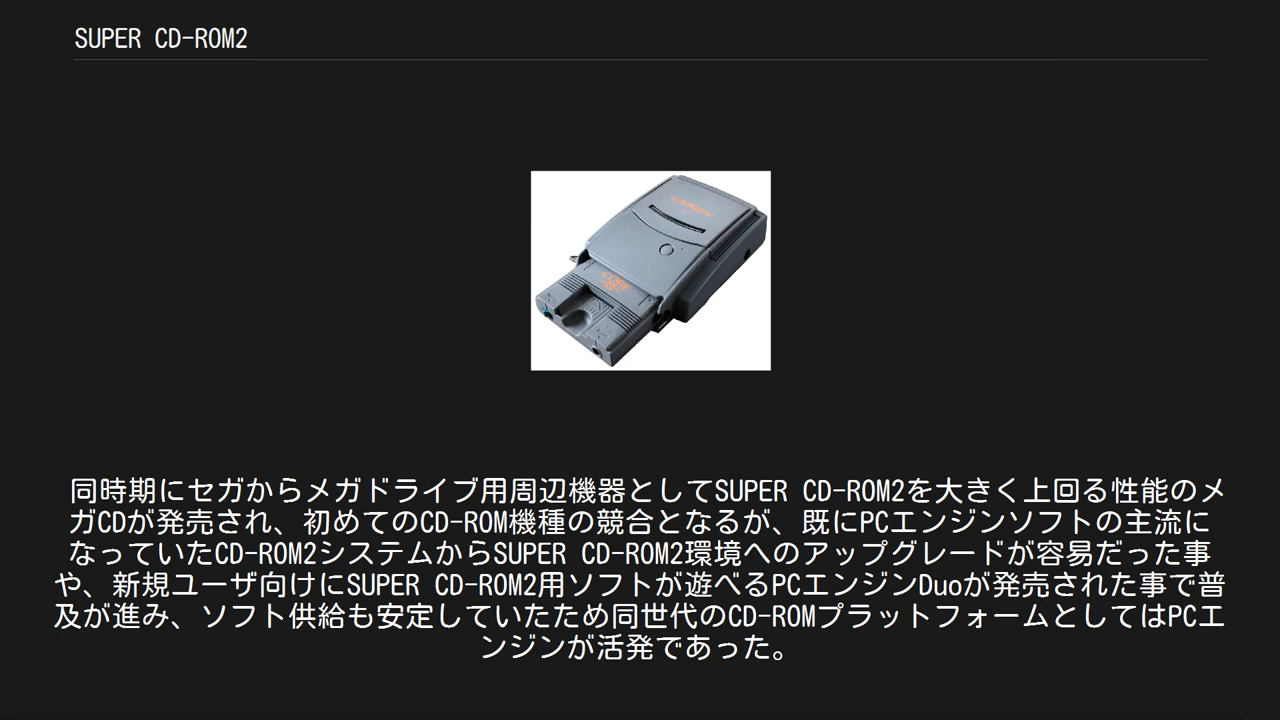 SUPER CD-ROM2
同時期にセガからメガドライブ用周辺機器としてSUPER CD-ROM2を大きく上回る性能のメ
ガCDが発売され、初めてのCD-ROM機種の競合となるが、既にPCエンジンソフトの主流に
なっていたCD-ROM2システムからSUPER CD-ROM2環境へのアップグレードが容易だった事
や、新規ユーザ向けにSUPER CD-ROM2用ソフトが遊べるPCエンジンDuoが発売された事で普
及が進み、ソフト供給も安定していたため同世代のCD-ROMプラットフォームとしてはPCエ
ンジンが活発であった。